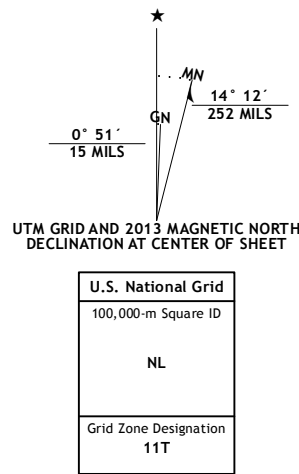 ★
MN
GN
14° 12´
252 MILS
0° 51´
15 MILS
UTM GRID AND 2013 MAGNETIC NORTH
DECLINATION AT CENTER OF SHEET
U.S. National Grid
100,000-m Square ID
NL
Grid Zone Designation
11T